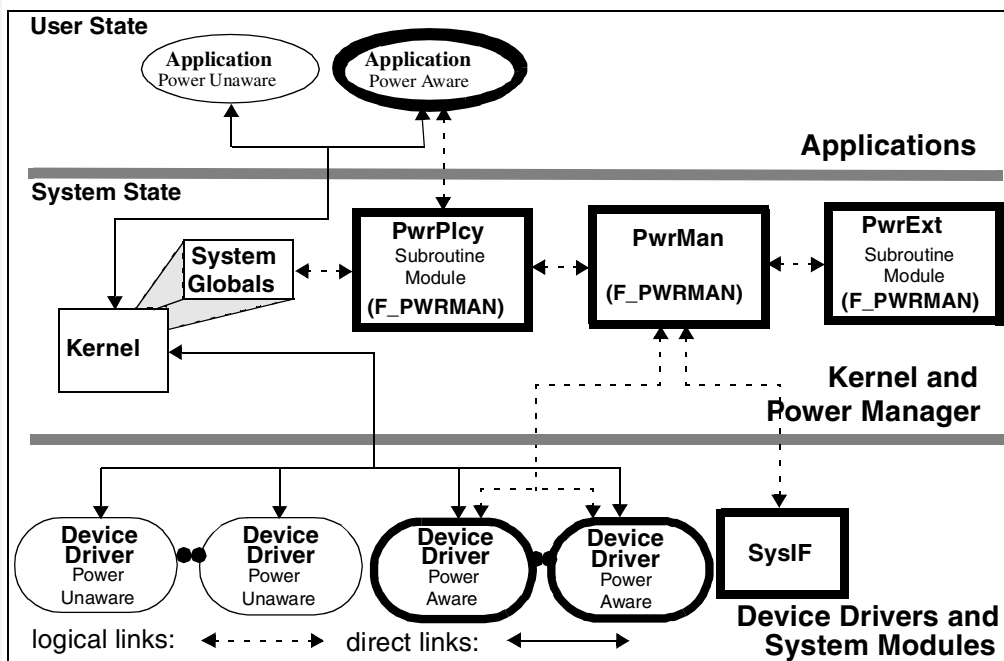 User State
Application
Power Unaware
Application
Power Aware
Applications
System State
System
Globals
PwrPlcy
Subroutine
Module
(F_PWRMAN)
PwrMan
(F_PWRMAN)
PwrExt
Subroutine
Module
(F_PWRMAN)
Kernel
Kernel and
Power Manager
Device
Driver
Power
Unaware
Device
Driver
Power
Unaware
Device
Driver
Power
Aware
Device
Driver
Power
Aware
SysIF
Device Drivers and
System Modules
logical links:
direct links: